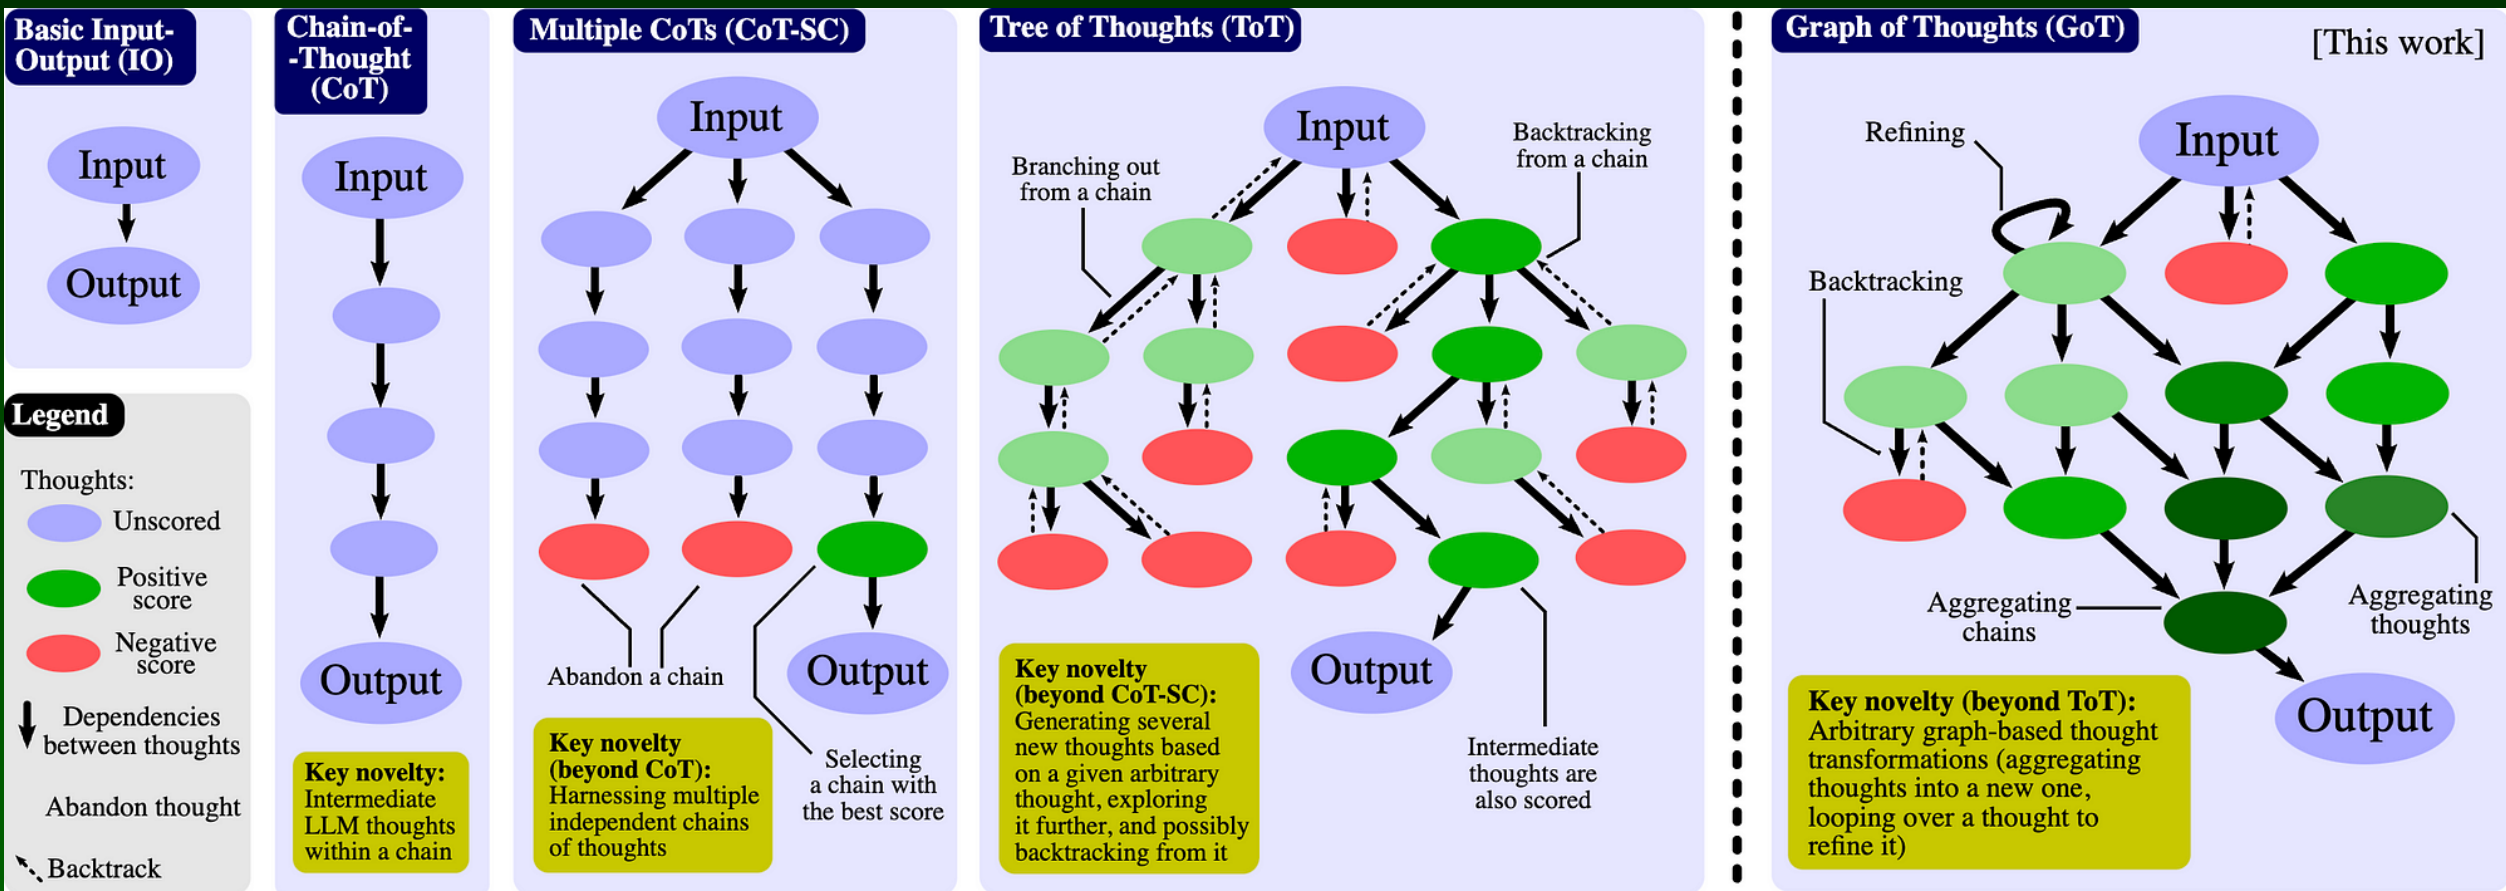 Basic Input-
Output (IO)
Input
Output
Legend
Thoughts:
Unscored
Positive
score
Negative
score
Dependencies
between thoughts
Abandon thought
Backtrack
Chain-of-
-Thought
(CoT)
Input
Output
Key novelty:
Intermediate
LLM thoughts
within a chain
Multiple CoTs (CoT-SC)
Input
Abandon a chain
Output
Selecting
a chain with
the best score
Key novelty
(beyond CoT):
Harnessing multiple
independent chains
of thoughts
Tree of Thoughts (ToT)
Input
Branching out
from a chain
Backtracking
from a chain
Output
Intermediate
thoughts are
also scored
Key novelty
(beyond CoT-SC):
Generating several
new thoughts based
on a given arbitrary
thought, exploring
it further, and possibly
backtracking from it
Graph of Thoughts (GoT)
[This work]
Input
Refining
Backtracking
Aggregating
chains
Aggregating
thoughts
Output
Key novelty (beyond ToT):
Arbitrary graph-based thought
transformations (aggregating
thoughts into a new one,
looping over a thought to
refine it)